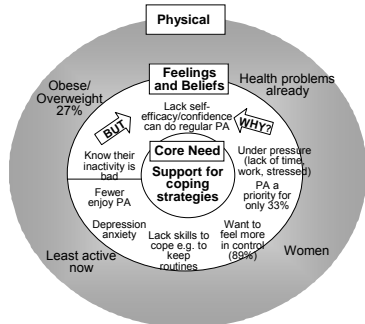 Physical
Obese/
Overweight
27%
Health problems
already
Feelings and
Beliefs
Lack self-
efficacy/confidence
can do regular PA
BUT
WHY?
Know their
inactivity is
bad
Core Need
Support for
coping
strategies
Under pressure
(lack of time,
work, stressed)
Fewer
enjoy PA
PA a
priority for
only 33%
Depression
anxiety
Lack skills to
cope e.g. to
keep
routines
Want to
feel more
in control
(89%)
Least active
now
Women